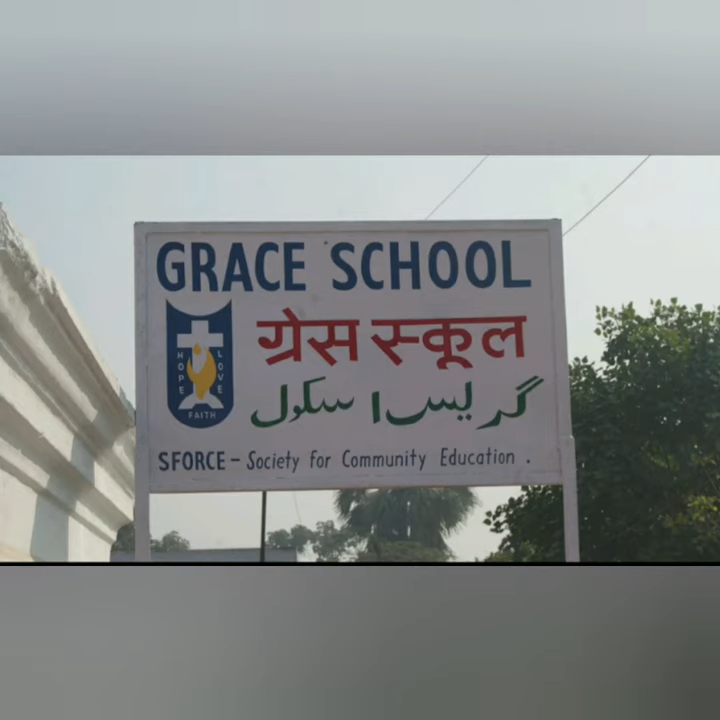 GRACE SCHOOL
ग्रेस स्कूल
گریس اسکول
HOPE
LOVE
FAITH
SFORCE - Society for Community Education .